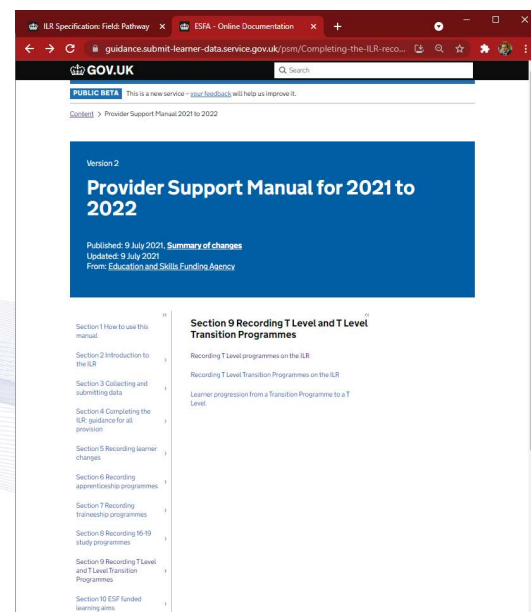 ILR Specification: Field: Pathway
ESFA - Online Documentation
guidance.submit-learner-data.service.gov.uk/psm/Completing-the-ILR-reco...
GOV.UK
Search
PUBLIC BETA This is a new service – your feedback will help us improve it.
Content > Provider Support Manual 2021 to 2022
Version 2
Provider Support Manual for 2021 to
2022
Published: 9 July 2021, Summary of changes
Updated: 9 July 2021
From: Education and Skills Funding Agency
Section 1 How to use this
manual
Section 2 Introduction to
the ILR
Section 3 Collecting and
submitting data
Section 4 Completing the
ILR: guidance for all
provision
Section 5 Recording learner
changes
Section 6 Recording
apprenticeship programmes
Section 7 Recording
traineeship programmes
Section 8 Recording 16-19
study programmes
Section 9 Recording T Level
and T Level Transition
Programmes
Section 10 ESF funded
learning aims
Section 9 Recording T Level and T Level
Transition Programmes
Recording T Level programmes on the ILR
Recording T Level Transition Programmes on the ILR
Learner progression from a Transition Programme to a T
Level.